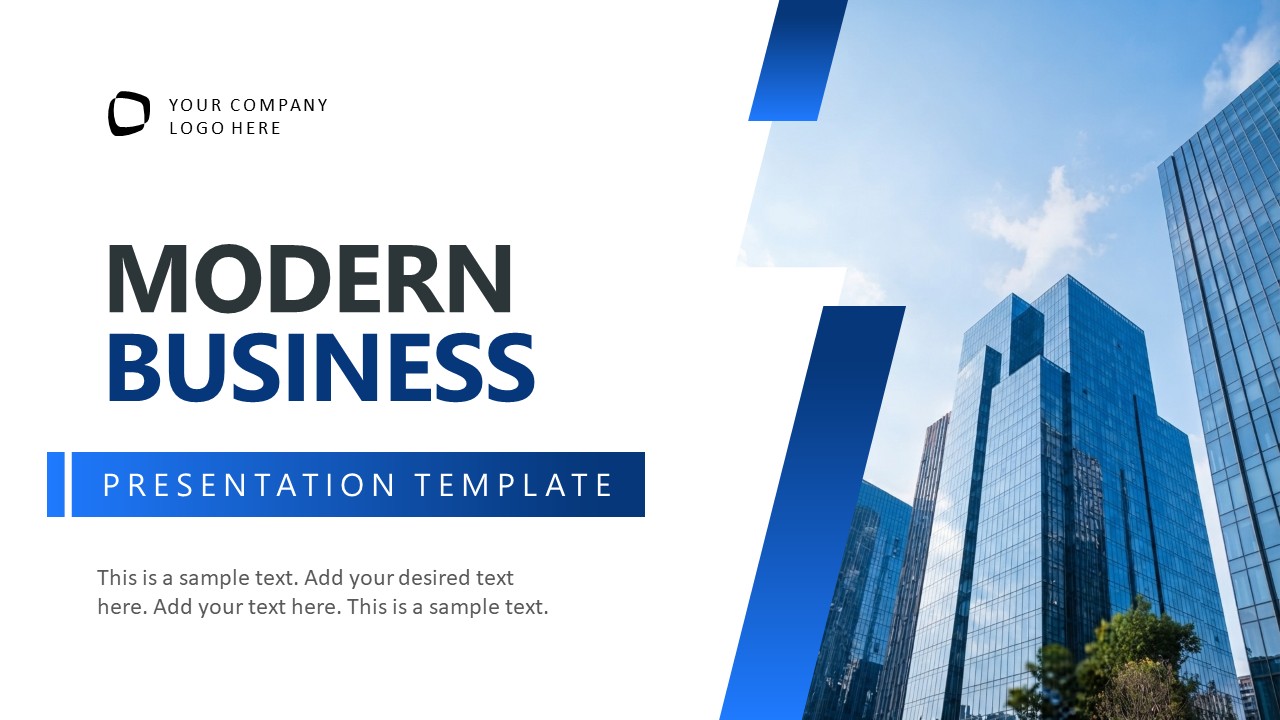 YOUR COMPANY
LOGO HERE
MODERN
BUSINESS
PRESENTATION TEMPLATE
This is a sample text. Add your desired text
here. Add your text here. This is a sample text.